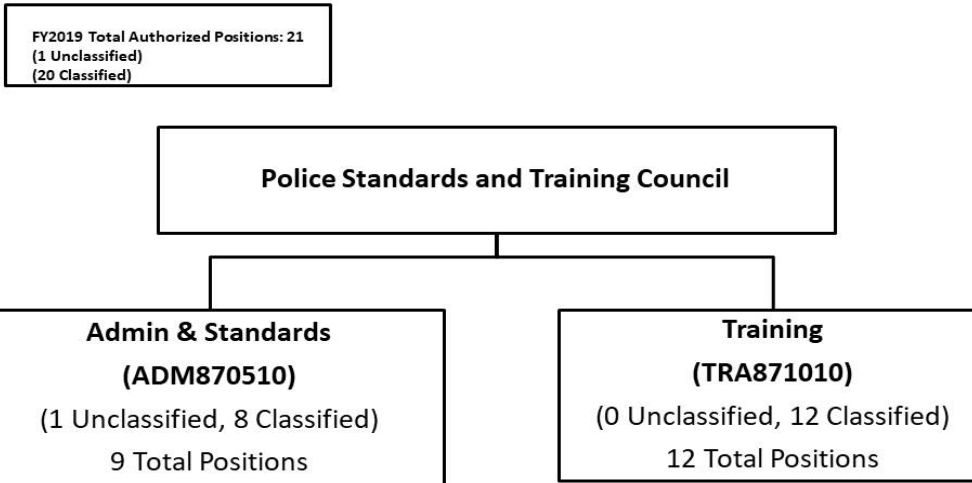 FY2019 Total Authorized Positions: 21
(1 Unclassified)
(20 Classified)
Police Standards and Training Council
Admin & Standards
(ADM870510)
(1 Unclassified, 8 Classified)
9 Total Positions
Training
(TRA871010)
(0 Unclassified, 12 Classified)
12 Total Positions